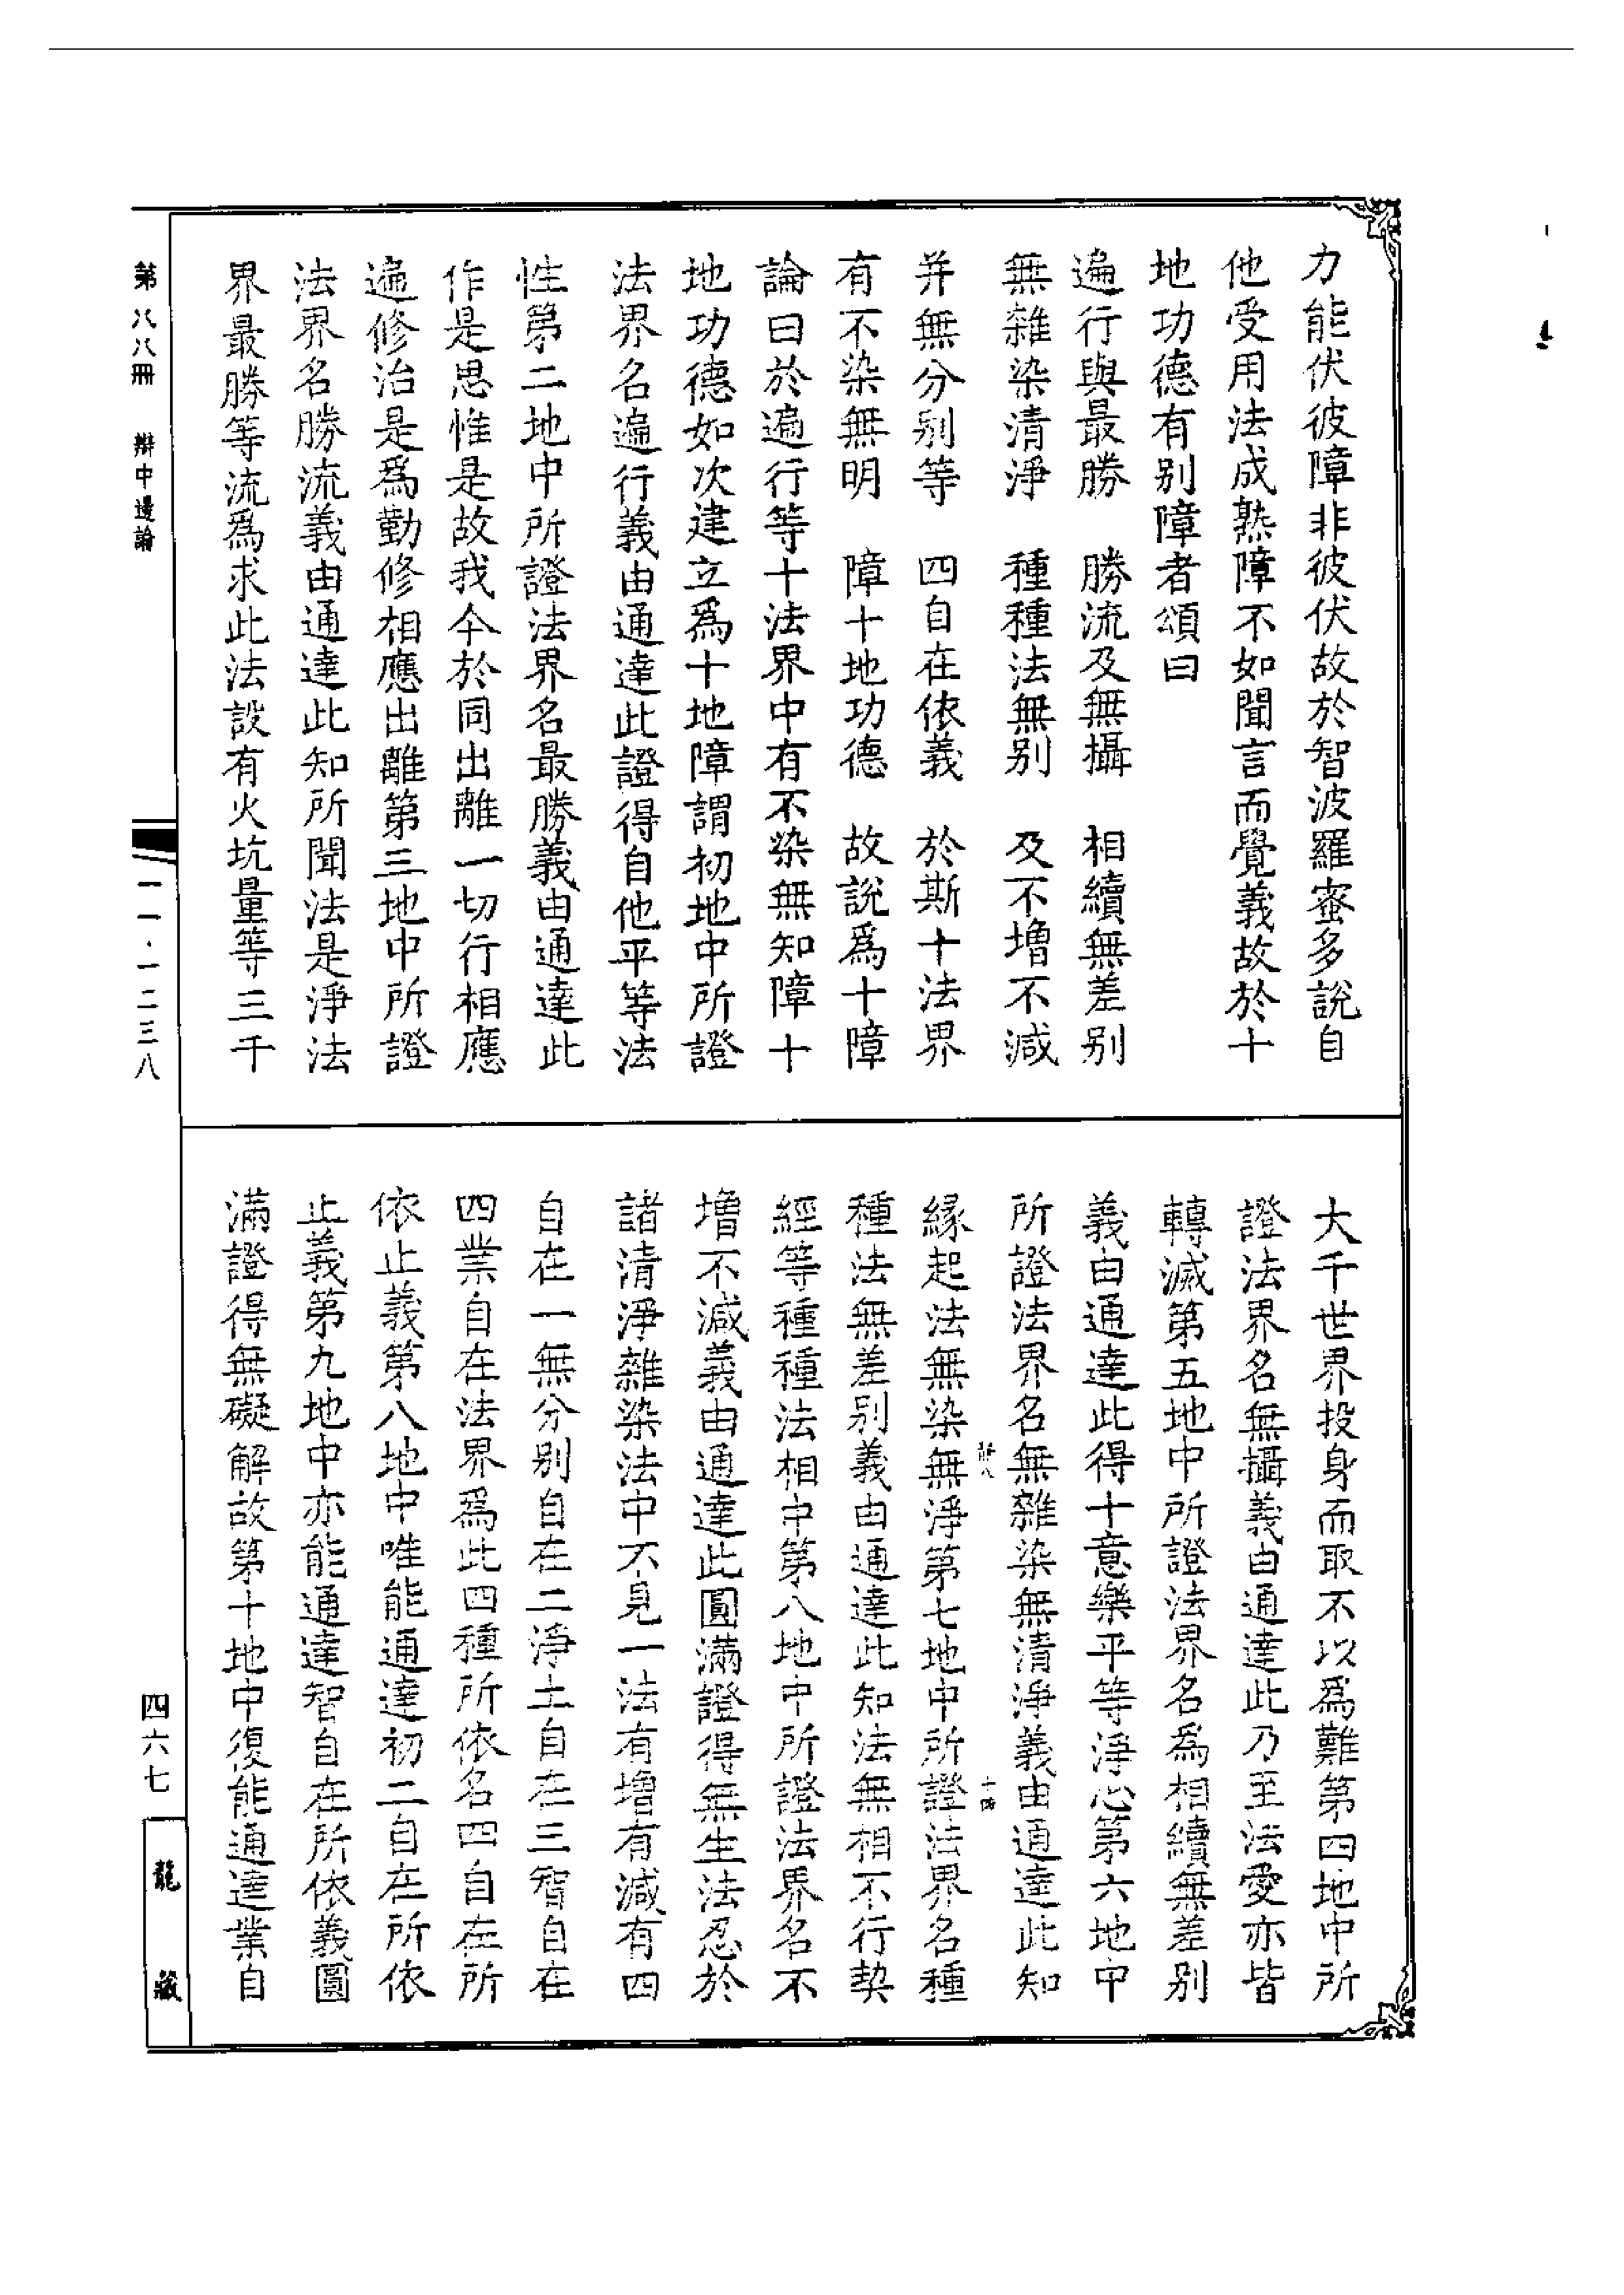 力能伏彼障非彼伏故於智波羅蜜多說自
他受用法成熟障不如聞言而覺義故於十
地功德有别障者頌曰
遍行與最勝　勝流及無攝　相續無差别
無雜染清淨　種種法無别　及不增不減
并無分别等　四自在依義　於斯十法界
有不染無明　障十地功德　故說爲十障
論曰於遍行等十法界中有不染無知障十
地功德如次建立爲十地障謂初地中所證
法界名遍行義由通達此證得自他平等法
性第二地中所證法界名最勝義由通達此
作是思惟是故我今於同出離一切行相應
遍修治是爲勤修相應出離第三地中所證
法界名勝流義由通達此知所聞法是淨法
界最勝等流爲求此法設有火坑量等三千
大千世界投身而取不以爲難第四地中所
證法界名無攝義由通達此乃至法愛亦皆
轉滅第五地中所證法界名爲相續無差别
義由通達此得十意樂平等淨心第六地中
所證法界名無雜染無清淨義由通達此知
緣起法無染無淨第七地中所證法界名種
種法無差别義由通達此知法無相不行契
經等種種法相中第八地中所證法界名不
增不減義由通達此圓滿證得無生法忍於
諸清淨雜染法中不見一法有增有減有四
自在一無分别自在二淨土自在三智自在
四業自在法界爲此四種所依名四自在所
依止義第八地中唯能通達初二自在所依
止義第九地中亦能通達智自在所依義圓
滿證得無礙解故第十地中復能通達業自
第八八冊　辯中邊論
一一·一二三八
四六七
龍藏